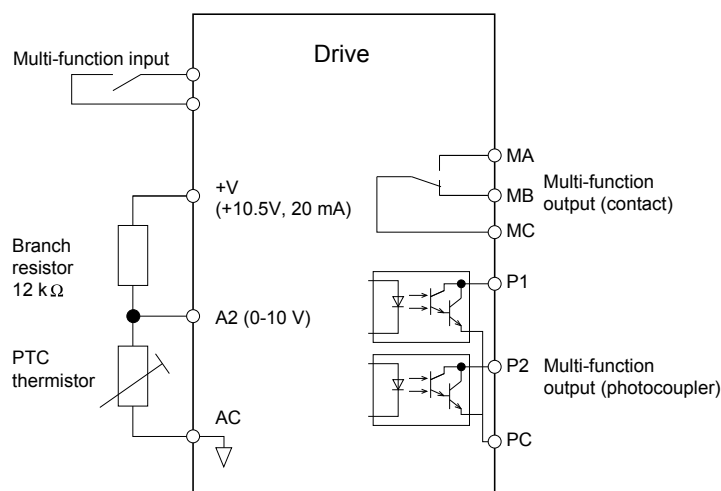 Drive
Multi-function input
+V
(+10.5V, 20 mA)
Branch
resistor
12 kΩ
A2 (0-10 V)
PTC
thermistor
AC
MA
MB
MC
Multi-function
output (contact)
P1
P2
PC
Multi-function
output (photocoupler)